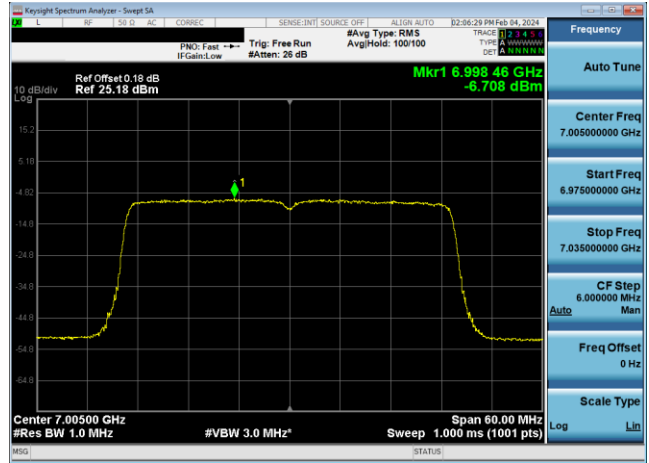 Keysight Spectrum Analyzer - Swept SA
LXI L RF 50 Ω AC CORREC SENSE:INT SOURCE OFF ALIGN AUTO 02:06:29 PM Feb 04, 2024
PNO: Fast Trig: Free Run #Avg Type: RMS TRACE 1 2 3 4 5 6
IFGain:Low #Atten: 26 dB Avg|Hold: 100/100 TYPE A WWWWW
DET A N N N N N
Mkr1 6.998 46 GHz
-6.708 dBm
Ref Offset 0.18 dB
10 dB/div Ref 25.18 dBm
Log
15.2
5.18
-4.82
-14.8
-24.8
-34.8
-44.8
-54.8
-64.8
1
Center 7.00500 GHz Span 60.00 MHz
#Res BW 1.0 MHz #VBW 3.0 MHz* Sweep 1.000 ms (1001 pts)
MSG STATUS
Frequency
Auto Tune
Center Freq
7.005000000 GHz
Start Freq
6.975000000 GHz
Stop Freq
7.035000000 GHz
CF Step
6.000000 MHz
Auto Man
Freq Offset
0 Hz
Scale Type
Log Lin